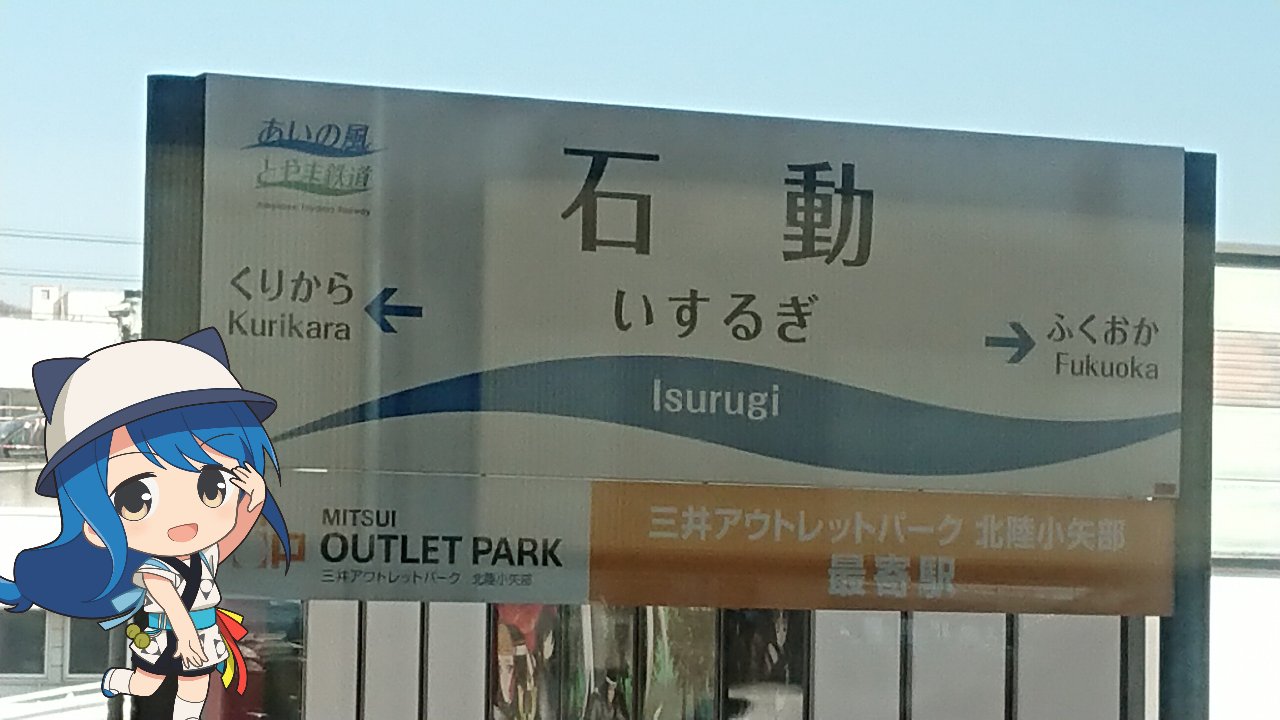 あいの風
とやま鉄道
石動
いするぎ
Isurugi
くりから
Kurikara
ふくおか
Fukuoka
MITSUI
OUTLET PARK
三井アウトレットパーク 北陸小矢部
三井アウトレットパーク 北陸小矢部
最寄駅